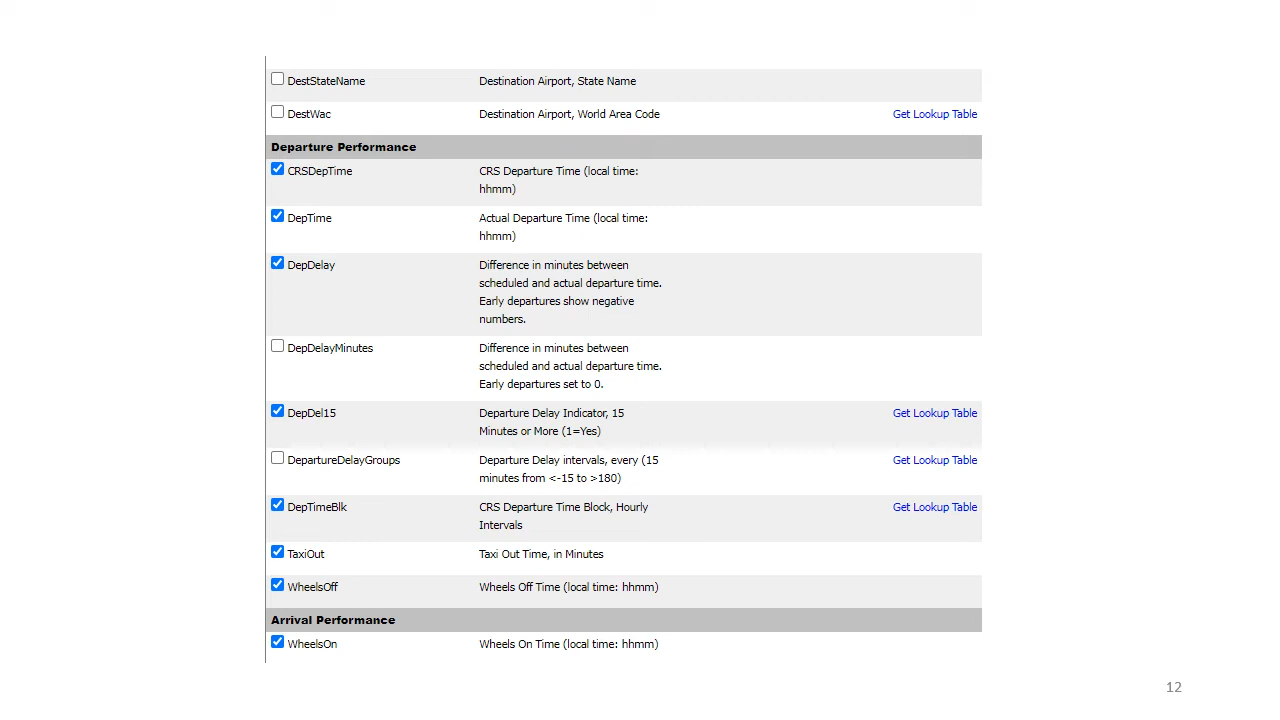 DestStateName Destination Airport, State Name
DestWac Destination Airport, World Area Code Get Lookup Table
Departure Performance
CRSDepTime CRS Departure Time (local time:
hhmm)
DepTime Actual Departure Time (local time:
hhmm)
DepDelay Difference in minutes between
scheduled and actual departure time.
Early departures show negative
numbers.
DepDelayMinutes Difference in minutes between
scheduled and actual departure time.
Early departures set to 0.
DepDel15 Departure Delay Indicator, 15 Get Lookup Table
Minutes or More (1=Yes)
DepartureDelayGroups Departure Delay intervals, every (15 Get Lookup Table
minutes from <-15 to >180)
DepTimeBlk CRS Departure Time Block, Hourly Get Lookup Table
Intervals
TaxiOut Taxi Out Time, in Minutes
WheelsOff Wheels Off Time (local time: hhmm)
Arrival Performance
WheelsOn Wheels On Time (local time: hhmm)
12